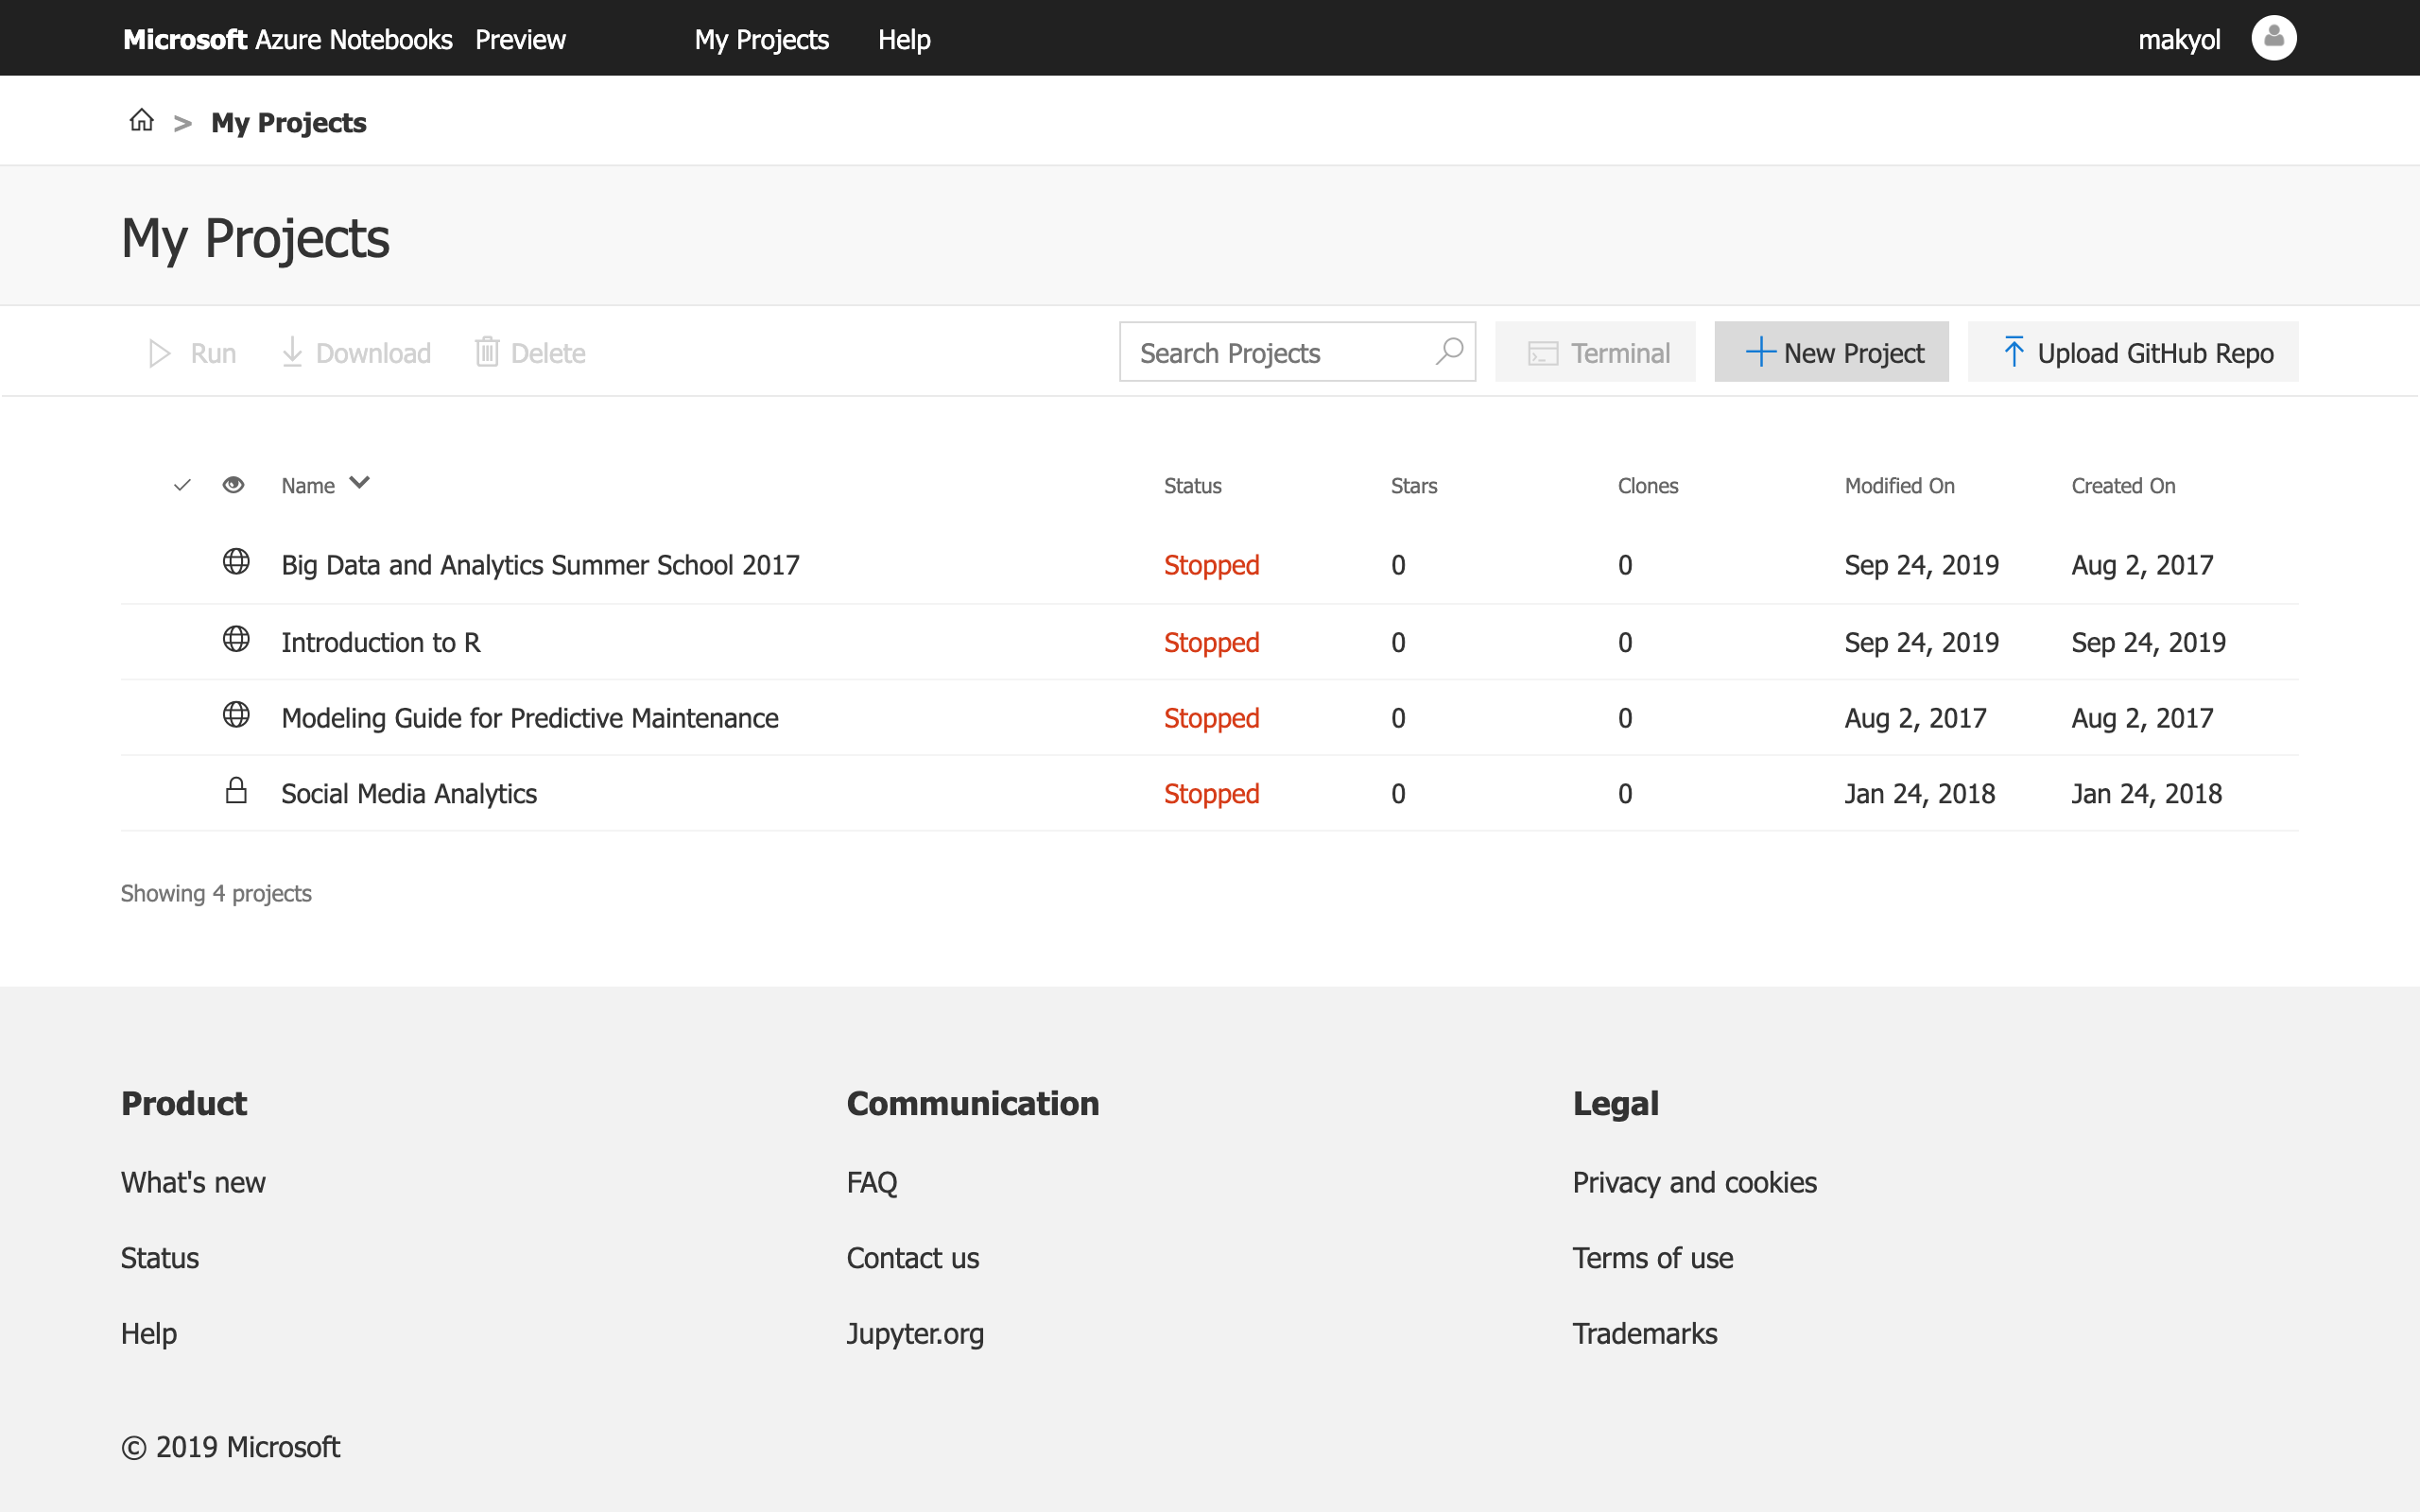 Microsoft Azure Notebooks Preview My Projects Help makyol
> My Projects
My Projects
Run Download Delete Search Projects Terminal New Project Upload GitHub Repo
Name Status Stars Clones Modified On Created On
Big Data and Analytics Summer School 2017 Stopped 0 0 Sep 24, 2019 Aug 2, 2017
Introduction to R Stopped 0 0 Sep 24, 2019 Sep 24, 2019
Modeling Guide for Predictive Maintenance Stopped 0 0 Aug 2, 2017 Aug 2, 2017
Social Media Analytics Stopped 0 0 Jan 24, 2018 Jan 24, 2018
Showing 4 projects
Product Communication Legal
What's new FAQ Privacy and cookies
Status Contact us Terms of use
Help Jupyter.org Trademarks
© 2019 Microsoft